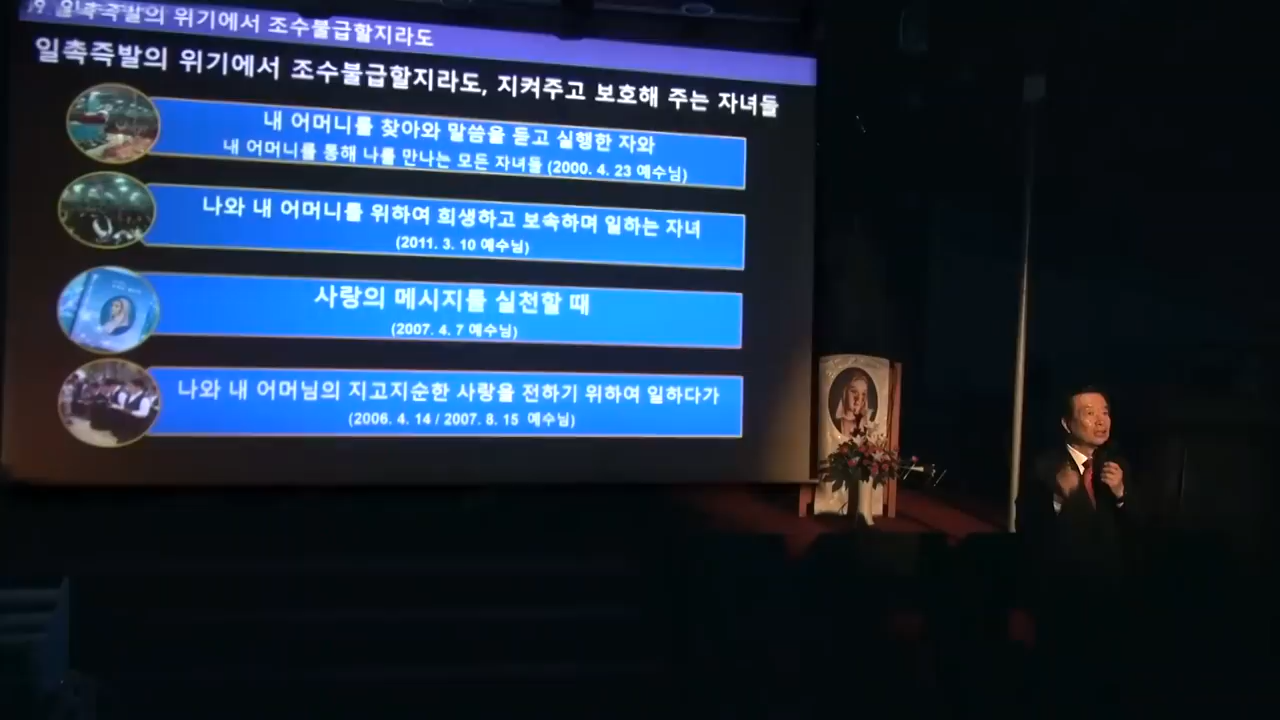 일촉즉발의 위기에서 조수불급할지라도
일촉즉발의 위기에서 조수불급할지라도, 지켜주고 보호해 주는 자녀들
내 어머니를 찾아와 말씀을 듣고 실행한 자와
내 어머니를 통해 나를 만나는 모든 자녀들 (2000. 4. 23 예수님)
나와 내 어머니를 위하여 희생하고 보속하며 일하는 자녀
(2011. 3. 10 예수님)
사랑의 메시지를 실천할 때
(2007. 4. 7 예수님)
나와 내 어머님의 지고지순한 사랑을 전하기 위하여 일하다가
(2006. 4. 14 / 2007. 8. 15 예수님)